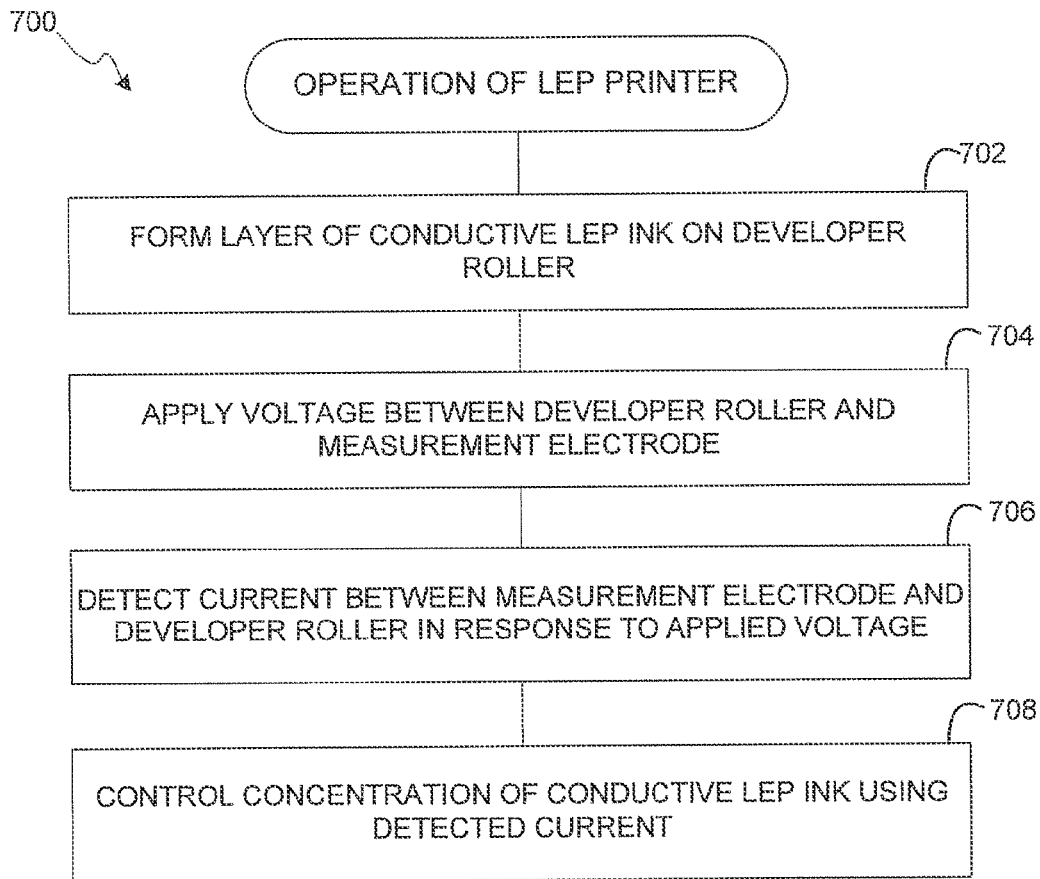 700
OPERATION OF LEP PRINTER
702
FORM LAYER OF CONDUCTIVE LEP INK ON DEVELOPER
ROLLER
704
APPLY VOLTAGE BETWEEN DEVELOPER ROLLER AND
MEASUREMENT ELECTRODE
706
DETECT CURRENT BETWEEN MEASUREMENT ELECTRODE AND
DEVELOPER ROLLER IN RESPONSE TO APPLIED VOLTAGE
708
CONTROL CONCENTRATION OF CONDUCTIVE LEP INK USING
DETECTED CURRENT